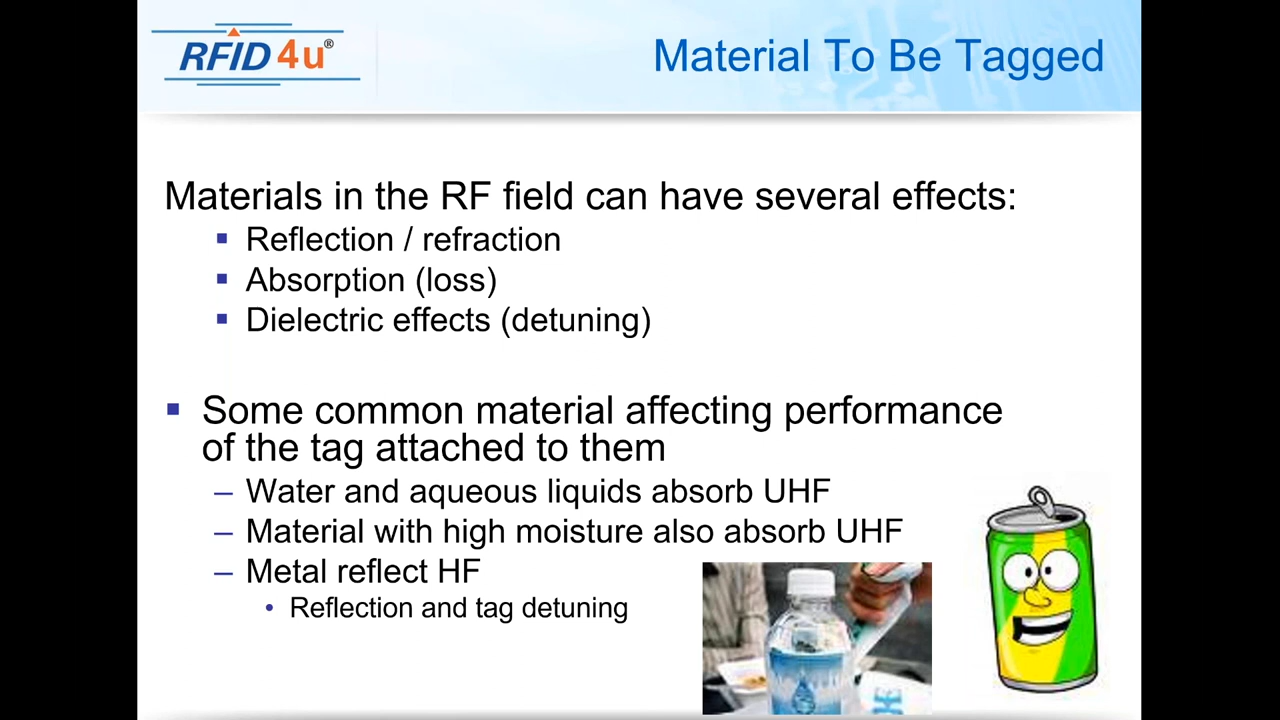 RFID4u®
Material To Be Tagged
Materials in the RF field can have several effects:
▪ Reflection / refraction
▪ Absorption (loss)
▪ Dielectric effects (detuning)
▪ Some common material affecting performance
of the tag attached to them
– Water and aqueous liquids absorb UHF
– Material with high moisture also absorb UHF
– Metal reflect HF
• Reflection and tag detuning